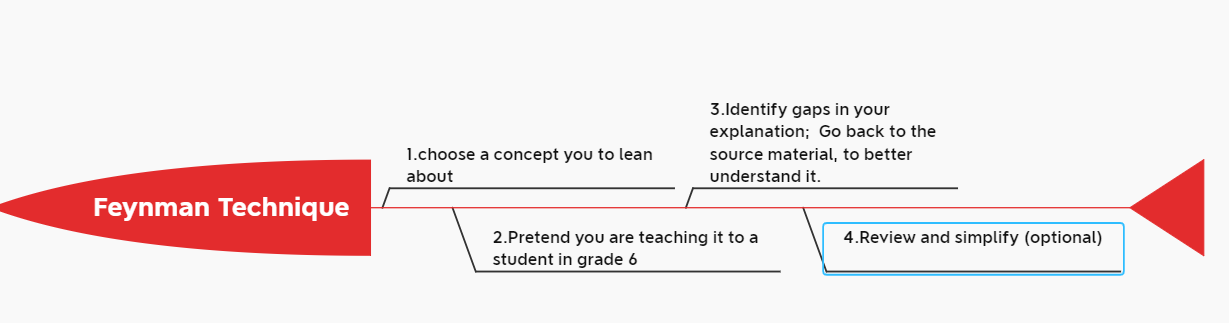 Feynman Technique
1.choose a concept you to lean
about
2.Pretend you are teaching it to a
student in grade 6
3.Identify gaps in your
explanation;  Go back to the
source material, to better
understand it.
4.Review and simplify (optional)